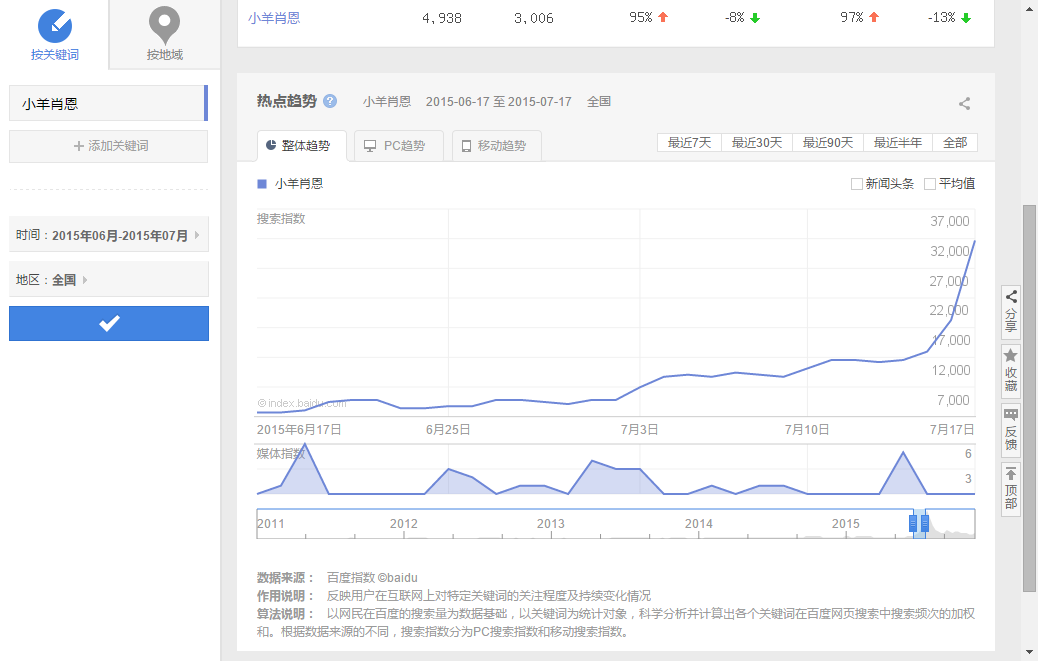 按关键词
按地域
小羊肖恩
添加关键词
时间：2015年06月-2015年07月
地区：全国
小羊肖恩 4,938 3,006 95% -8% 97% -13%
热点趋势 ? 小羊肖恩 2015-06-17 至 2015-07-17 全国
整体趋势 PC趋势 移动趋势 最近7天 最近30天 最近90天 最近半年 全部
小羊肖恩 新闻头条 平均值
搜索指数
37,000
32,000
27,000
22,000
17,000
12,000
7,000
© index.baidu.com
2015年6月17日 6月25日 7月3日 7月10日 7月17日
媒体指数
6
3
2011 2012 2013 2014 2015
数据来源： 百度指数 ©baidu
作用说明： 反映用户在互联网上对特定关键词的关注程度及持续变化情况
算法说明： 以网民在百度的搜索量为数据基础，以关键词为统计对象，科学分析并计算出各个关键词在百度网页搜索中搜索频次的加权
和。根据数据来源的不同，搜索指数分为PC搜索指数和移动搜索指数。
分享
收藏
反馈
顶部